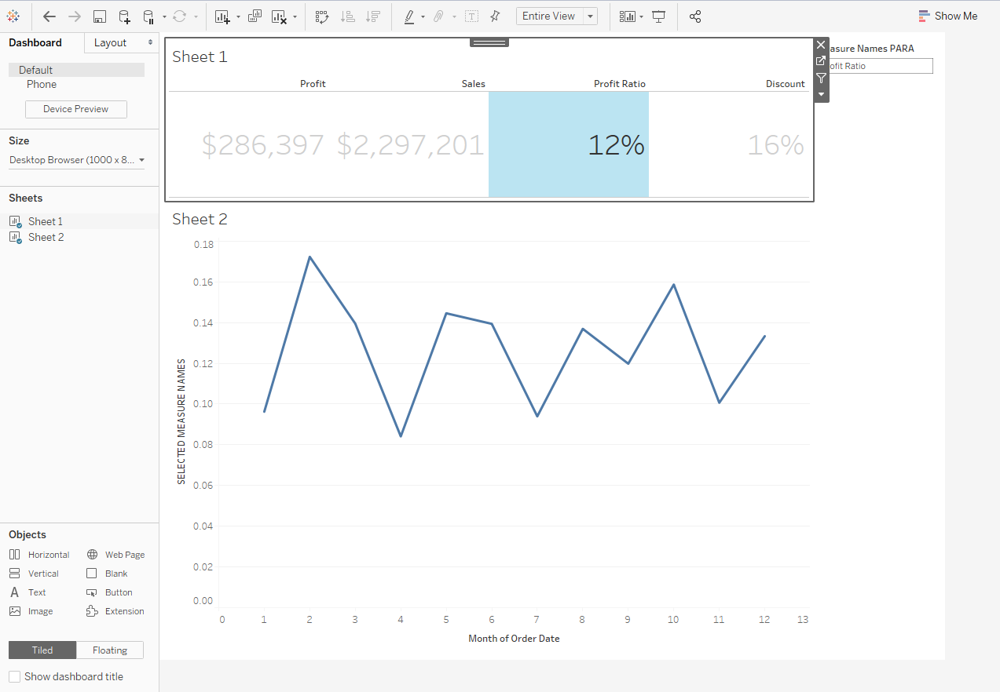 Entire View
Show Me
Dashboard
Layout
Default
Phone
Device Preview
Size
Desktop Browser (1000 x 8...
Sheets
Sheet 1
Sheet 2
Objects
Horizontal
Web Page
Vertical
Blank
Text
Button
Image
Extension
Tiled
Floating
Show dashboard title
Sheet 1
Profit
Sales
Profit Ratio
Discount
$286,397
$2,297,201
12%
16%
asure Names PARA
ofit Ratio
Sheet 2
SELECTED MEASURE NAMES
0.18
0.16
0.14
0.12
0.10
0.08
0.06
0.04
0.02
0.00
0 1 2 3 4 5 6 7 8 9 10 11 12 13
Month of Order Date